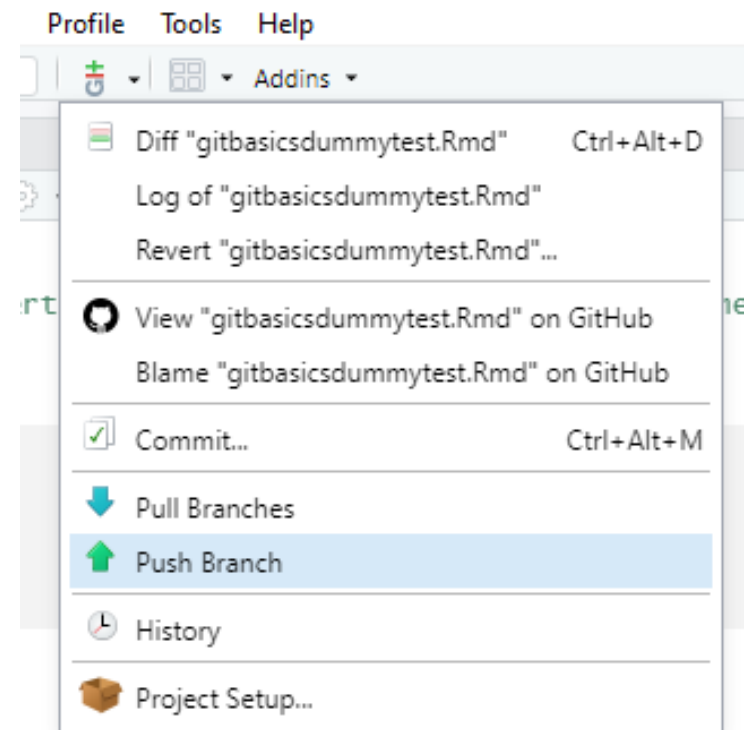 Profile Tools Help
Addins
Diff "gitbasicsdummytest.Rmd" Ctrl+Alt+D
Log of "gitbasicsdummytest.Rmd"
Revert "gitbasicsdummytest.Rmd"...
View "gitbasicsdummytest.Rmd" on GitHub
Blame "gitbasicsdummytest.Rmd" on GitHub
Commit... Ctrl+Alt+M
Pull Branches
Push Branch
History
Project Setup...